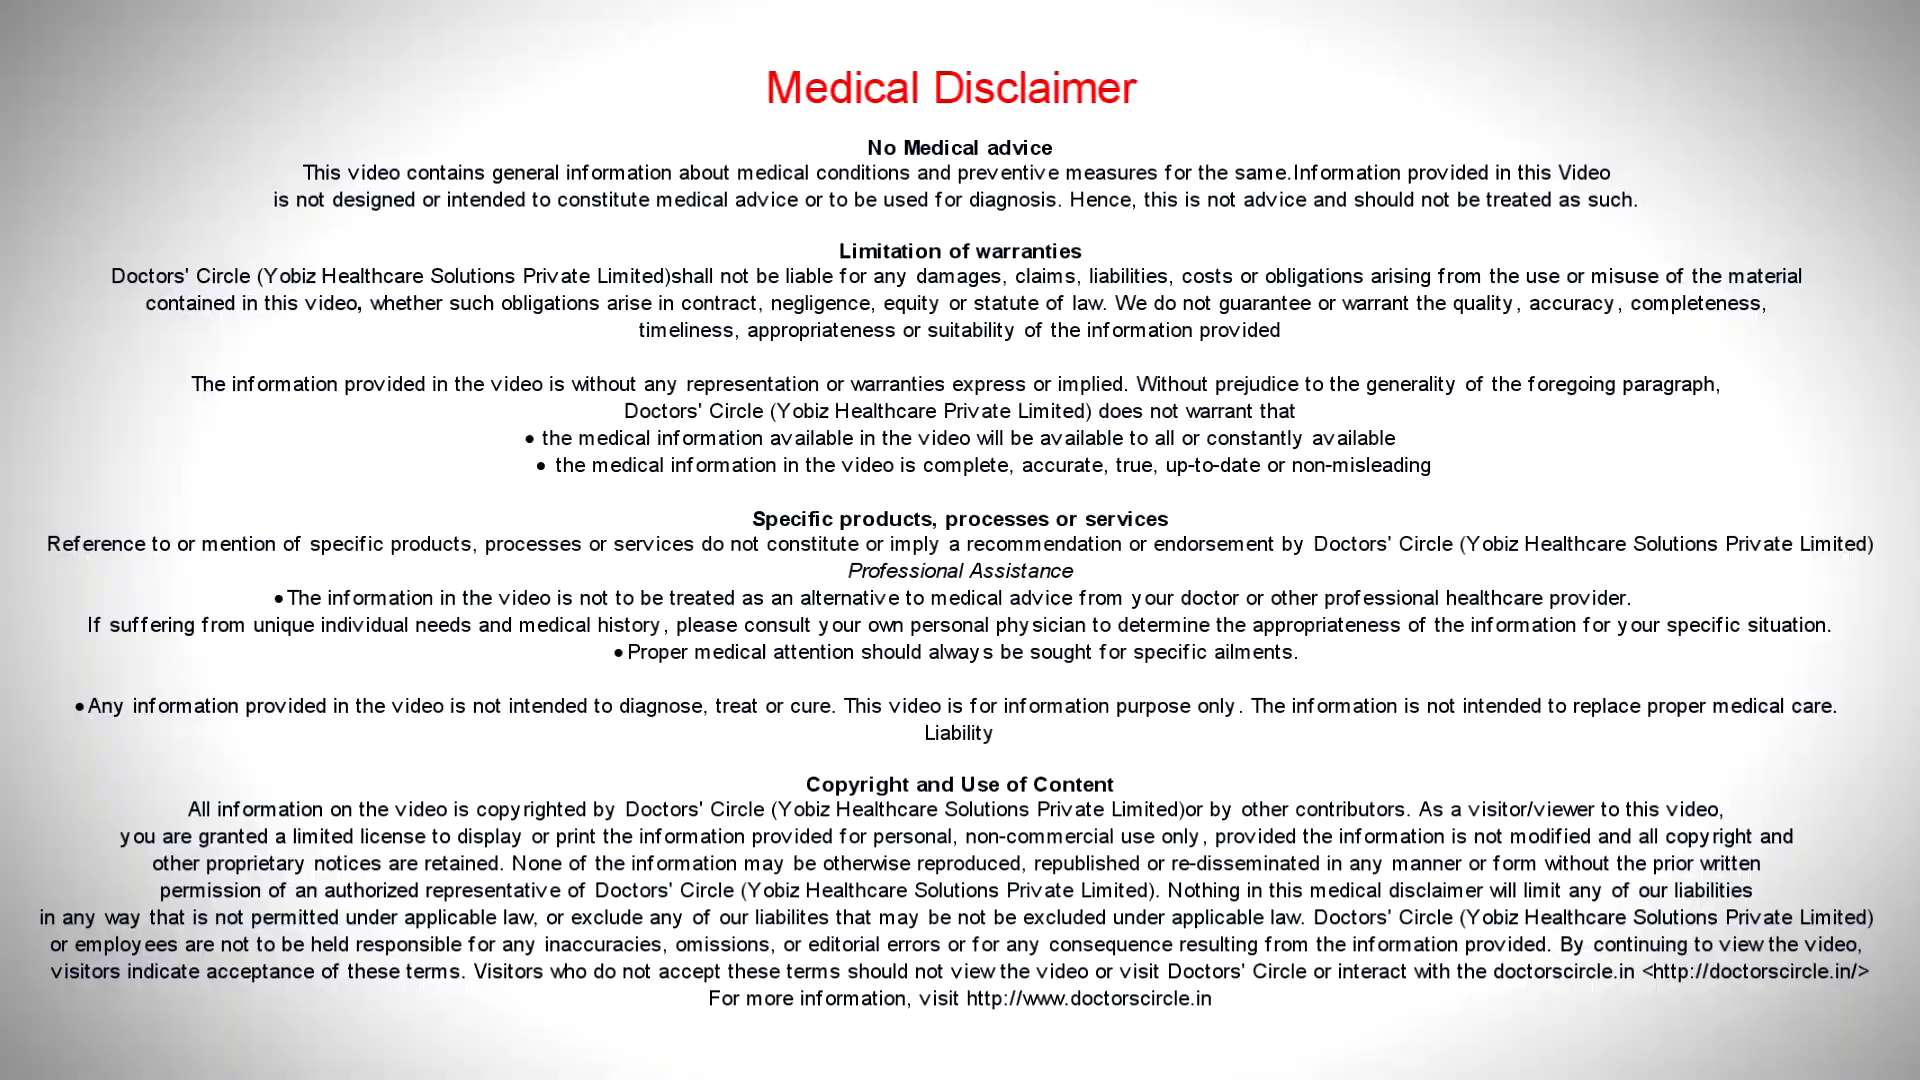 Medical Disclaimer
No Medical advice
This video contains general information about medical conditions and preventive measures for the same.Information provided in this Video
is not designed or intended to constitute medical advice or to be used for diagnosis. Hence, this is not advice and should not be treated as such.
Limitation of warranties
Doctors' Circle (Yobiz Healthcare Solutions Private Limited)shall not be liable for any damages, claims, liabilities, costs or obligations arising from the use or misuse of the material
contained in this video, whether such obligations arise in contract, negligence, equity or statute of law. We do not guarantee or warrant the quality, accuracy, completeness,
timeliness, appropriateness or suitability of the information provided
The information provided in the video is without any representation or warranties express or implied. Without prejudice to the generality of the foregoing paragraph,
Doctors' Circle (Yobiz Healthcare Private Limited) does not warrant that
• the medical information available in the video will be available to all or constantly available
• the medical information in the video is complete, accurate, true, up-to-date or non-misleading
Specific products, processes or services
Reference to or mention of specific products, processes or services do not constitute or imply a recommendation or endorsement by Doctors' Circle (Yobiz Healthcare Solutions Private Limited)
Professional Assistance
•The information in the video is not to be treated as an alternative to medical advice from your doctor or other professional healthcare provider.
If suffering from unique individual needs and medical history, please consult your own personal physician to determine the appropriateness of the information for your specific situation.
•Proper medical attention should always be sought for specific ailments.
•Any information provided in the video is not intended to diagnose, treat or cure. This video is for information purpose only. The information is not intended to replace proper medical care.
Liability
Copyright and Use of Content
All information on the video is copyrighted by Doctors' Circle (Yobiz Healthcare Solutions Private Limited)or by other contributors. As a visitor/viewer to this video,
you are granted a limited license to display or print the information provided for personal, non-commercial use only, provided the information is not modified and all copyright and
other proprietary notices are retained. None of the information may be otherwise reproduced, republished or re-disseminated in any manner or form without the prior written
permission of an authorized representative of Doctors' Circle (Yobiz Healthcare Solutions Private Limited). Nothing in this medical disclaimer will limit any of our liabilities
in any way that is not permitted under applicable law, or exclude any of our liabilites that may be not be excluded under applicable law. Doctors' Circle (Yobiz Healthcare Solutions Private Limited)
or employees are not to be held responsible for any inaccuracies, omissions, or editorial errors or for any consequence resulting from the information provided. By continuing to view the video,
visitors indicate acceptance of these terms. Visitors who do not accept these terms should not view the video or visit Doctors' Circle or interact with the doctorscircle.in <http://doctorscircle.in/>
For more information, visit http://www.doctorscircle.in